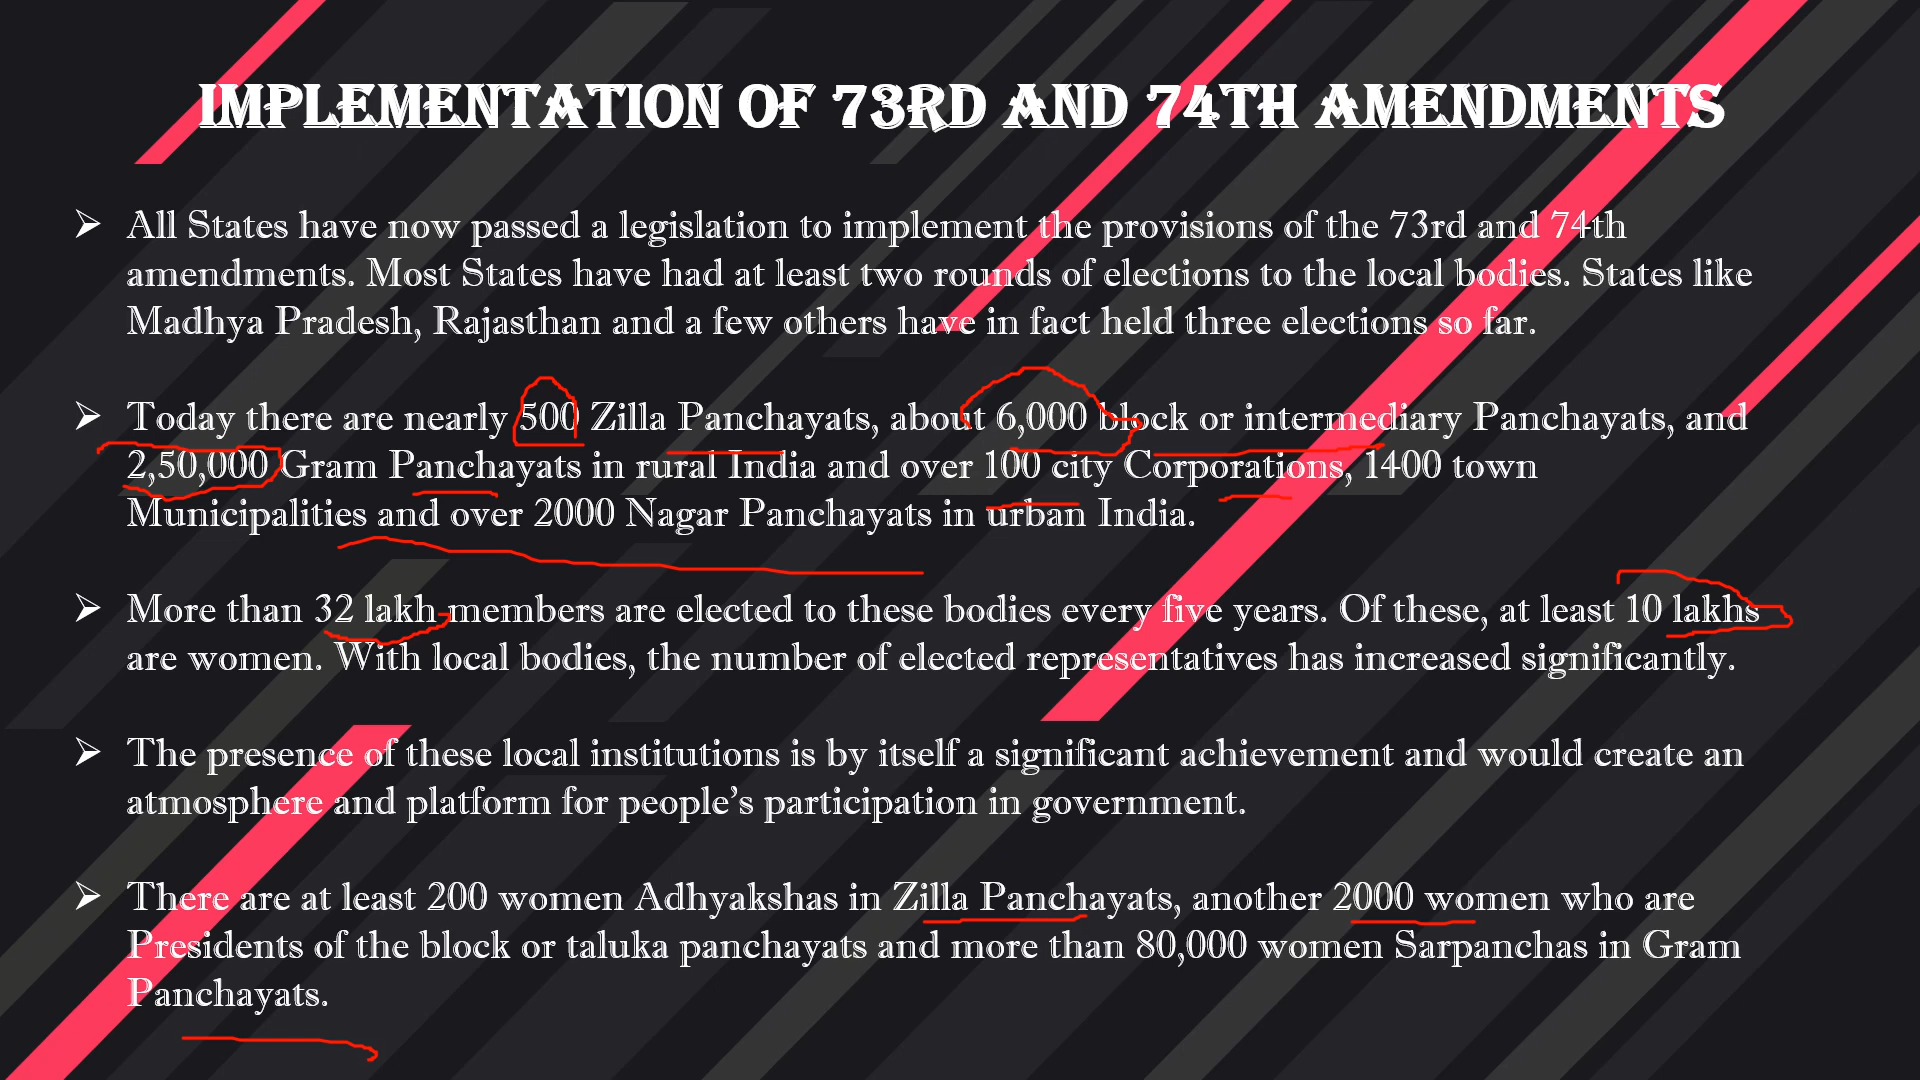 IMPLEMENTATION OF 73RD AND 74TH AMENDMENTS
All States have now passed a legislation to implement the provisions of the 73rd and 74th
amendments. Most States have had at least two rounds of elections to the local bodies. States like
Madhya Pradesh, Rajasthan and a few others have in fact held three elections so far.
Today there are nearly 500 Zilla Panchayats, about 6,000 block or intermediary Panchayats, and
2,50,000 Gram Panchayats in rural India and over 100 city Corporations, 1400 town
Municipalities and over 2000 Nagar Panchayats in urban India.
More than 32 lakh members are elected to these bodies every five years. Of these, at least 10 lakhs
are women. With local bodies, the number of elected representatives has increased significantly.
The presence of these local institutions is by itself a significant achievement and would create an
atmosphere and platform for people’s participation in government.
There are at least 200 women Adhyakshas in Zilla Panchayats, another 2000 women who are
Presidents of the block or taluka panchayats and more than 80,000 women Sarpanchas in Gram
Panchayats.